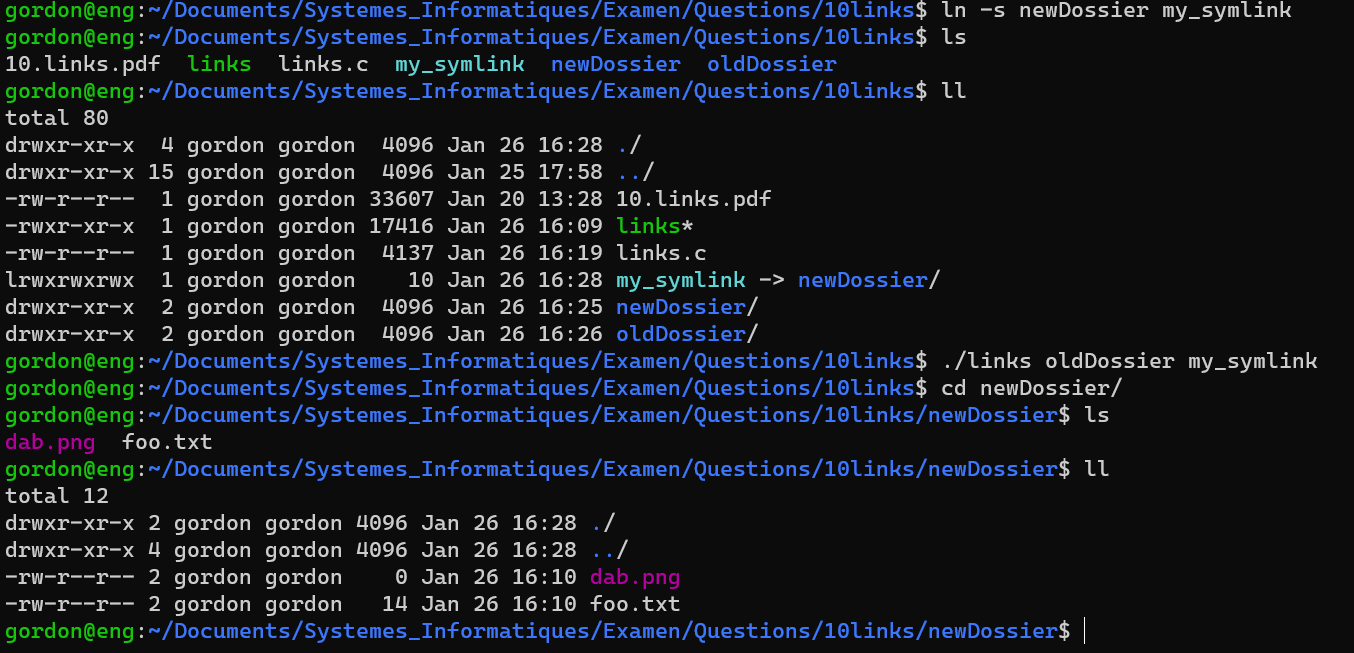 gordon@eng:~/Documents/Systemes_Informatiques/Examen/Questions/10links$ ln -s newDossier my_symlink
gordon@eng:~/Documents/Systemes_Informatiques/Examen/Questions/10links$ ls
10.links.pdf  links  links.c  my_symlink  newDossier  oldDossier
gordon@eng:~/Documents/Systemes_Informatiques/Examen/Questions/10links$ ll
total 80
drwxr-xr-x  4 gordon gordon  4096 Jan 26 16:28 ./
drwxr-xr-x 15 gordon gordon  4096 Jan 25 17:58 ../
-rw-r--r--  1 gordon gordon 33607 Jan 20 13:28 10.links.pdf
-rwxr-xr-x  1 gordon gordon 17416 Jan 26 16:09 links*
-rw-r--r--  1 gordon gordon  4137 Jan 26 16:19 links.c
lrwxrwxrwx  1 gordon gordon    10 Jan 26 16:28 my_symlink -> newDossier/
drwxr-xr-x  2 gordon gordon  4096 Jan 26 16:25 newDossier/
drwxr-xr-x  2 gordon gordon  4096 Jan 26 16:26 oldDossier/
gordon@eng:~/Documents/Systemes_Informatiques/Examen/Questions/10links$ ./links oldDossier my_symlink
gordon@eng:~/Documents/Systemes_Informatiques/Examen/Questions/10links$ cd newDossier/
gordon@eng:~/Documents/Systemes_Informatiques/Examen/Questions/10links/newDossier$ ls
dab.png  foo.txt
gordon@eng:~/Documents/Systemes_Informatiques/Examen/Questions/10links/newDossier$ ll
total 12
drwxr-xr-x 2 gordon gordon 4096 Jan 26 16:28 ./
drwxr-xr-x 4 gordon gordon 4096 Jan 26 16:28 ../
-rw-r--r-- 2 gordon gordon    0 Jan 26 16:10 dab.png
-rw-r--r-- 2 gordon gordon   14 Jan 26 16:10 foo.txt
gordon@eng:~/Documents/Systemes_Informatiques/Examen/Questions/10links/newDossier$